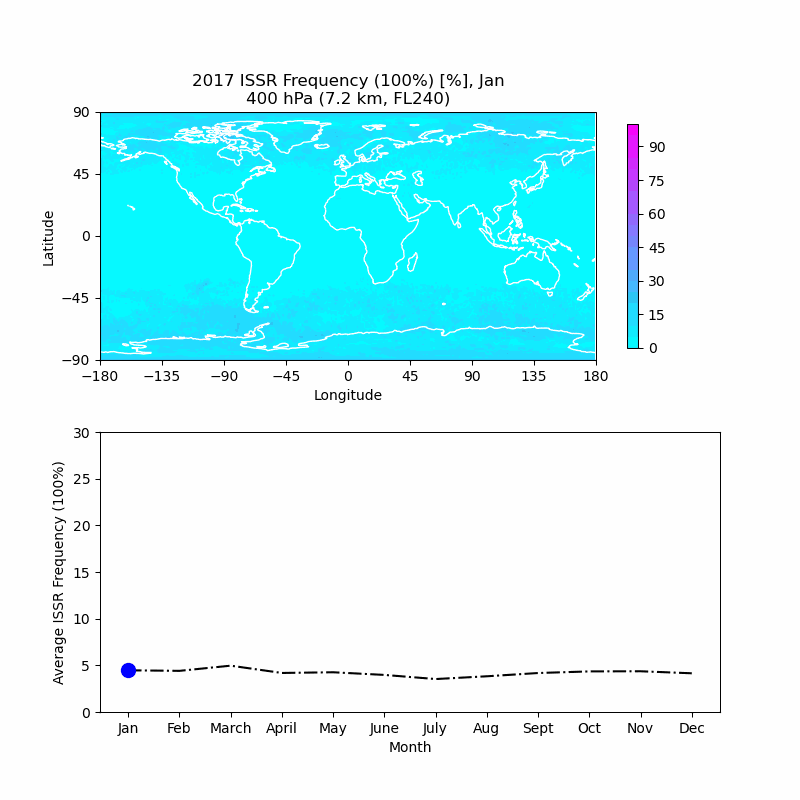 2017 ISSR Frequency (100%) [%], Jan
400 hPa (7.2 km, FL240)
90
45
0
−45
−90
Latitude
−180 −135 −90 −45 0 45 90 135 180
Longitude
90
75
60
45
30
15
0
30
25
20
15
10
5
0
Average ISSR Frequency (100%)
Jan Feb March April May June July Aug Sept Oct Nov Dec
Month